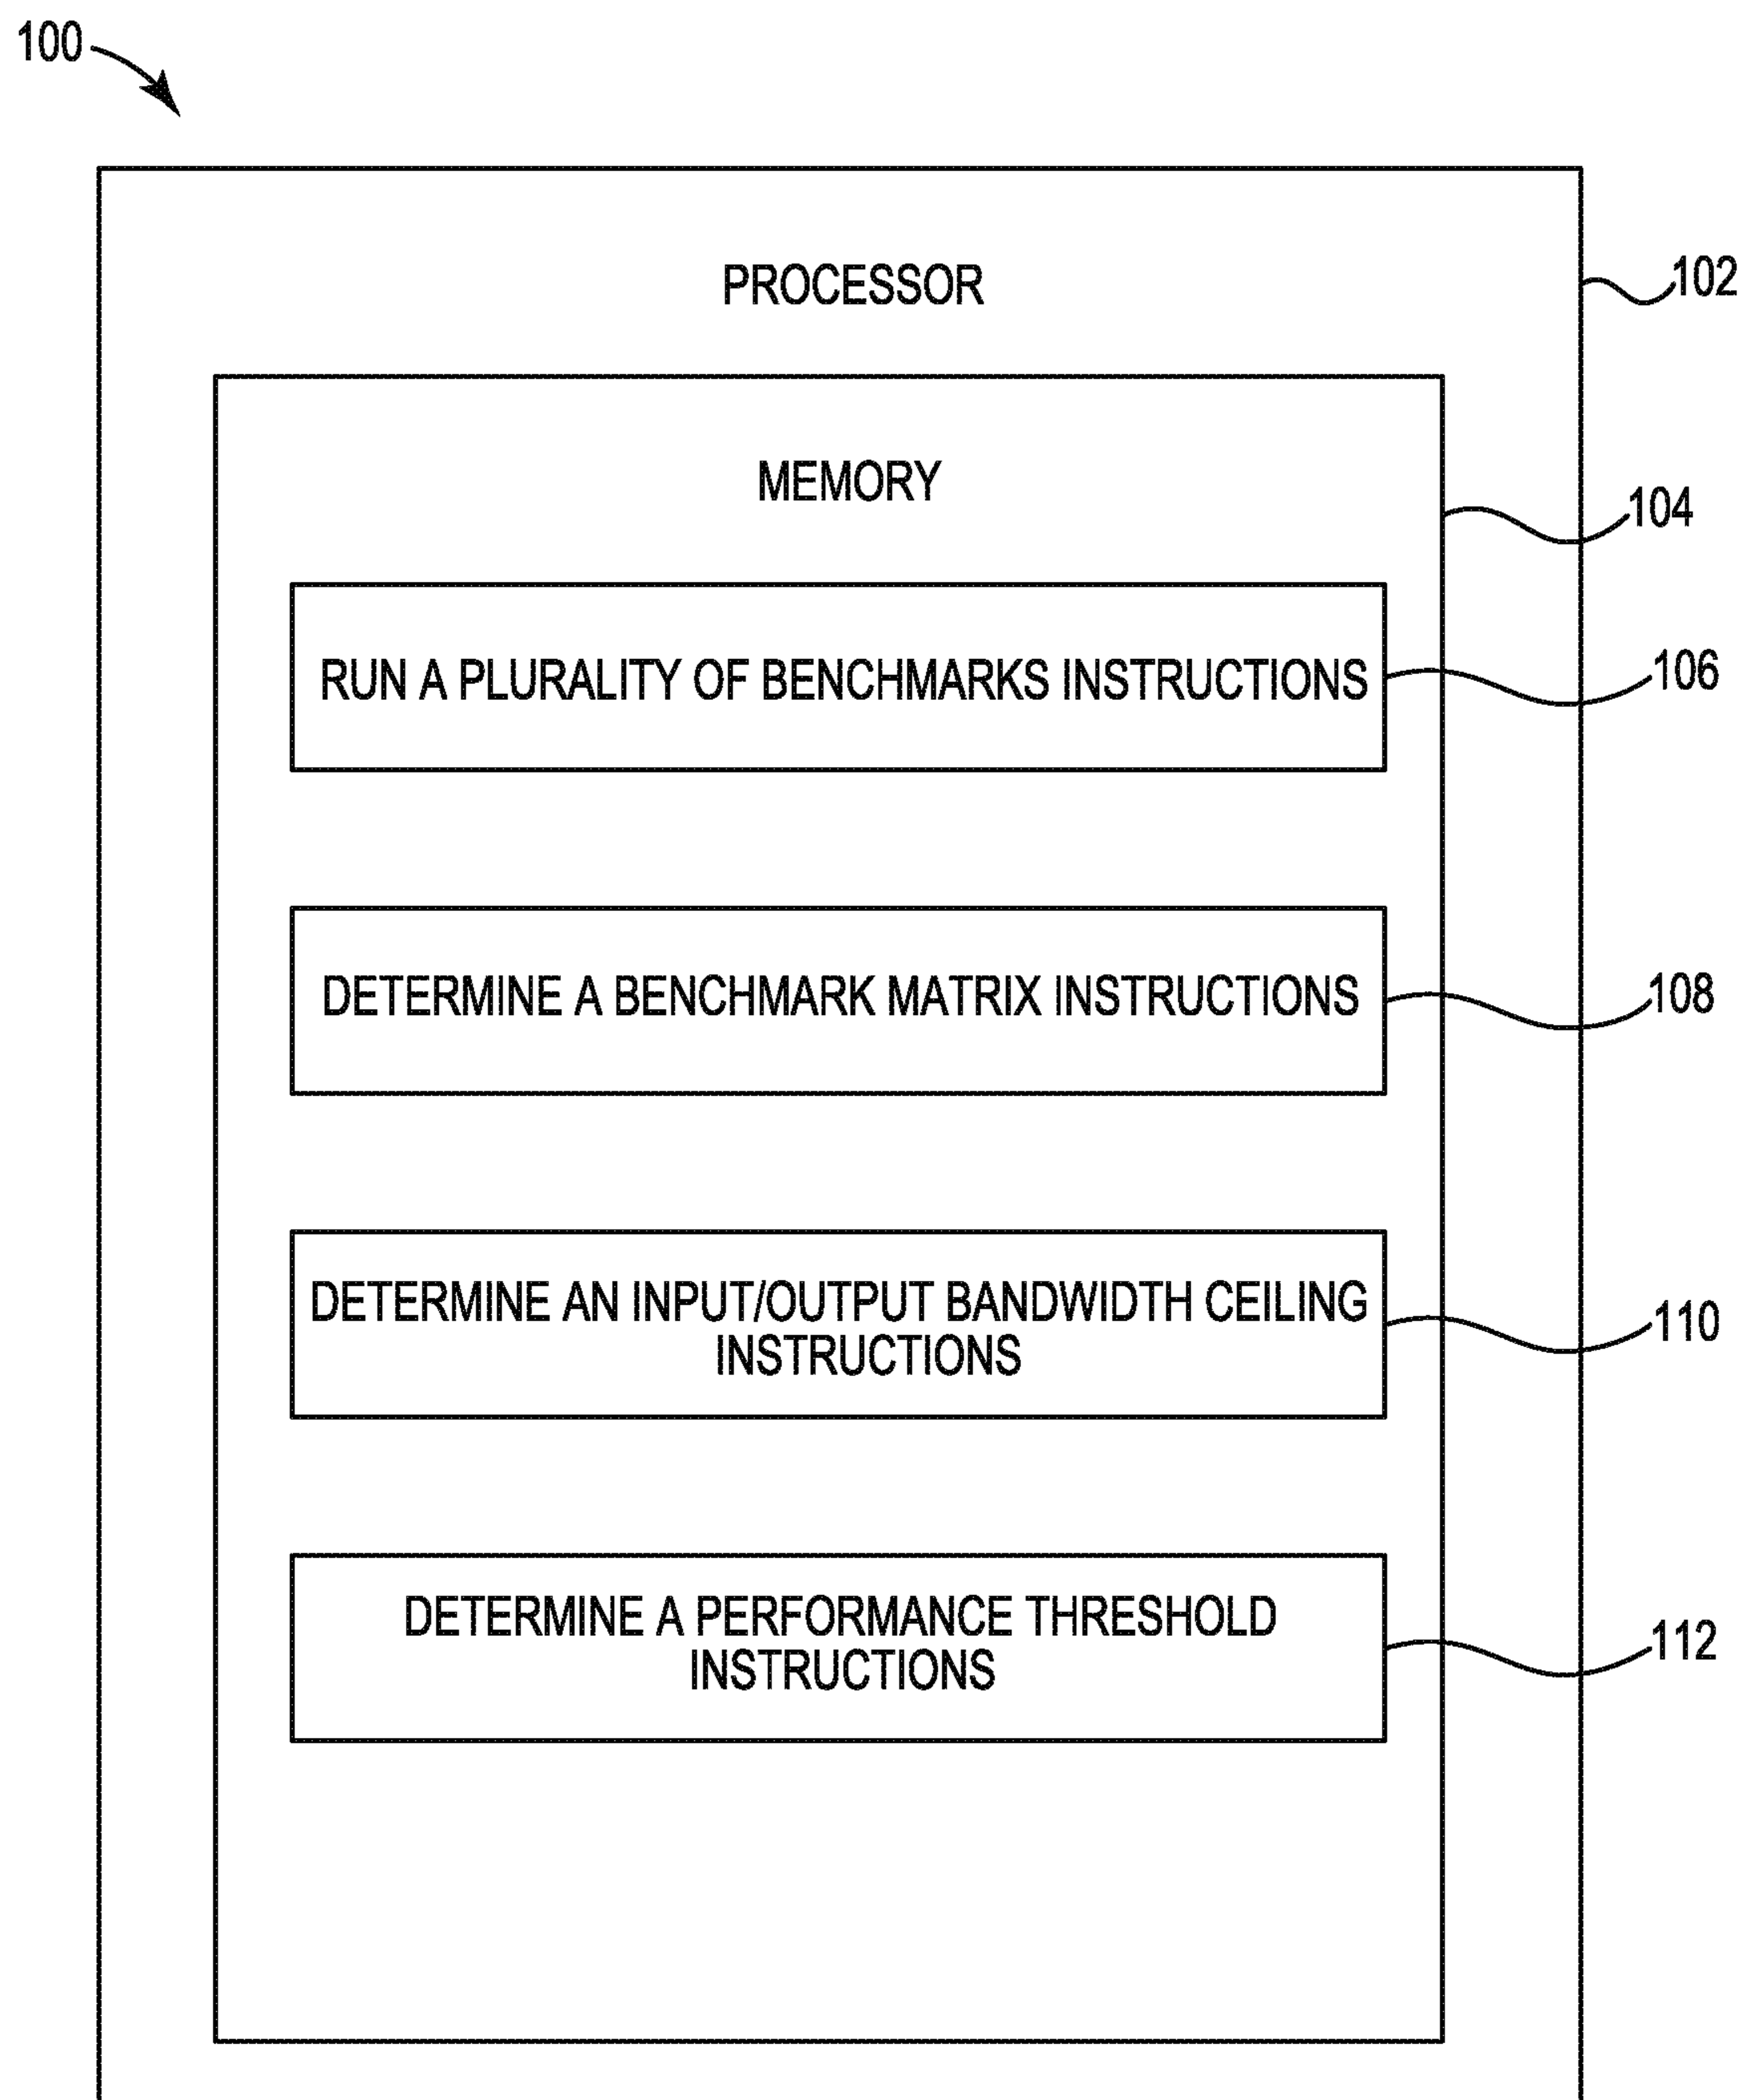 100
PROCESSOR
102
MEMORY
104
RUN A PLURALITY OF BENCHMARKS INSTRUCTIONS
106
DETERMINE A BENCHMARK MATRIX INSTRUCTIONS
108
DETERMINE AN INPUT/OUTPUT BANDWIDTH CEILING
INSTRUCTIONS
110
DETERMINE A PERFORMANCE THRESHOLD
INSTRUCTIONS
112